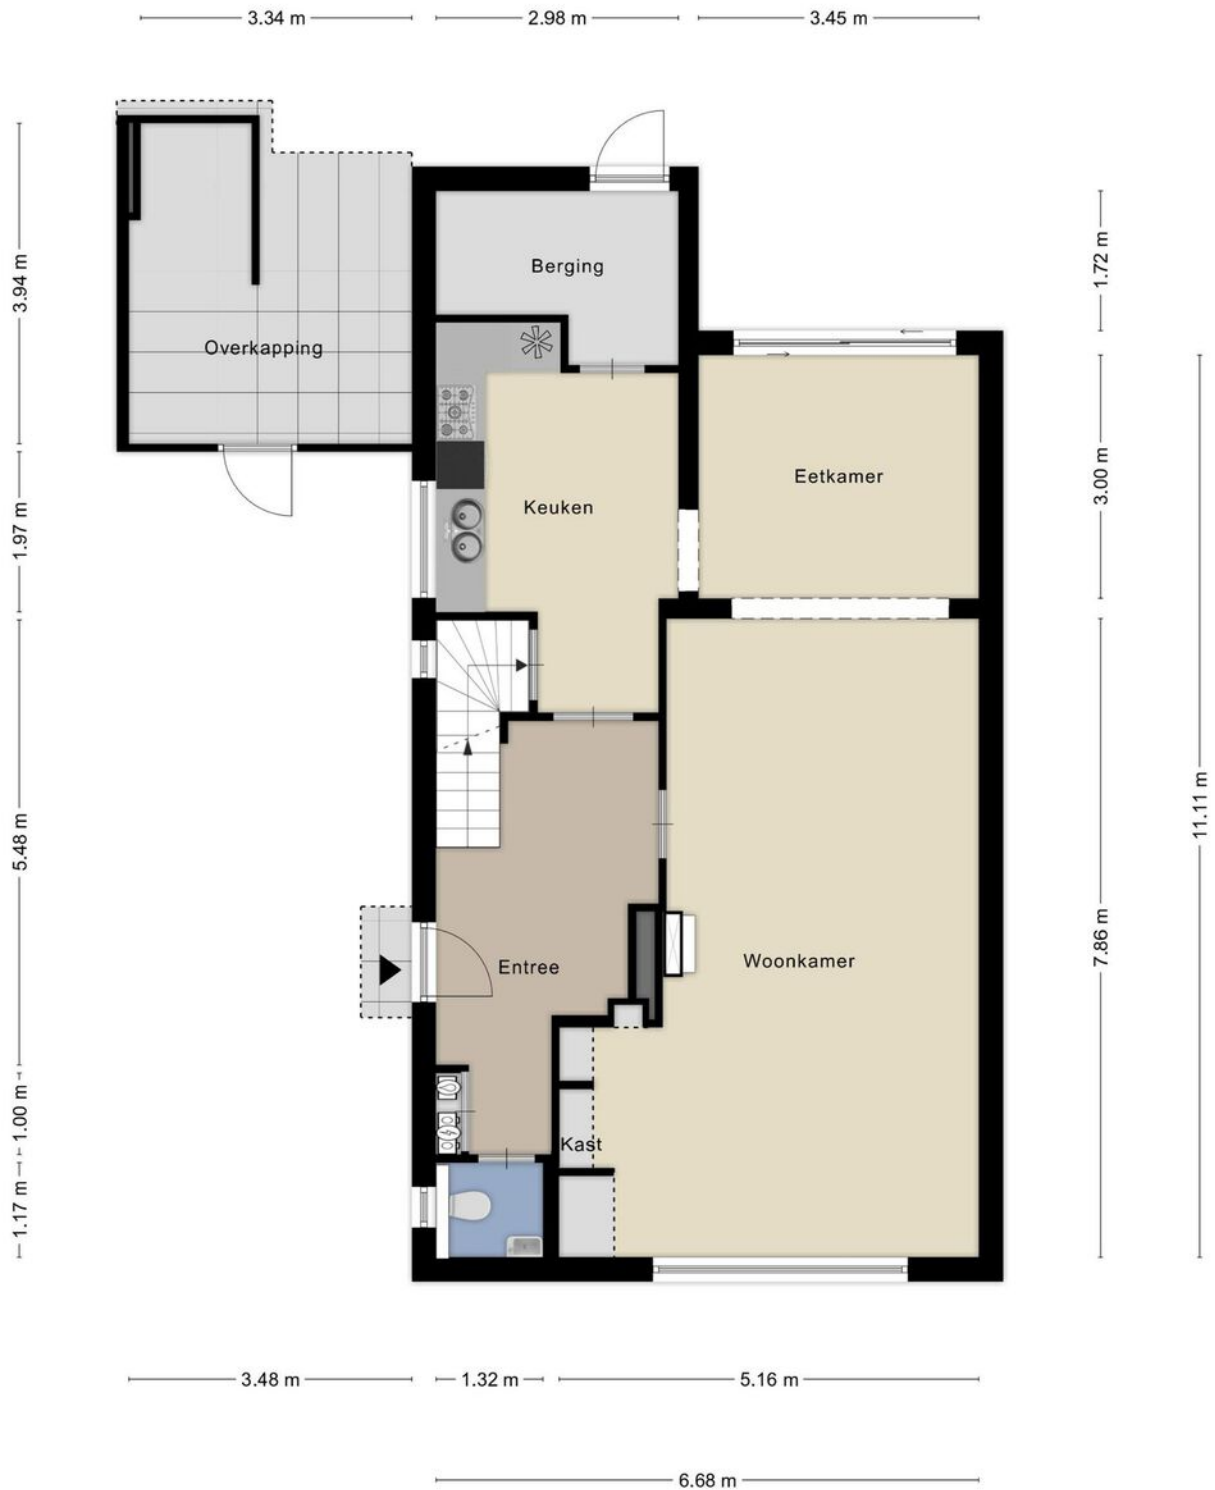 3.34 m
2.98 m
3.45 m
3.94 m
1.72 m
Berging
Overkapping
Eetkamer
3.00 m
Keuken
1.97 m
5.48 m
11.11 m
7.86 m
Woonkamer
Entree
1.00 m
Kast
1.17 m
3.48 m
1.32 m
5.16 m
6.68 m